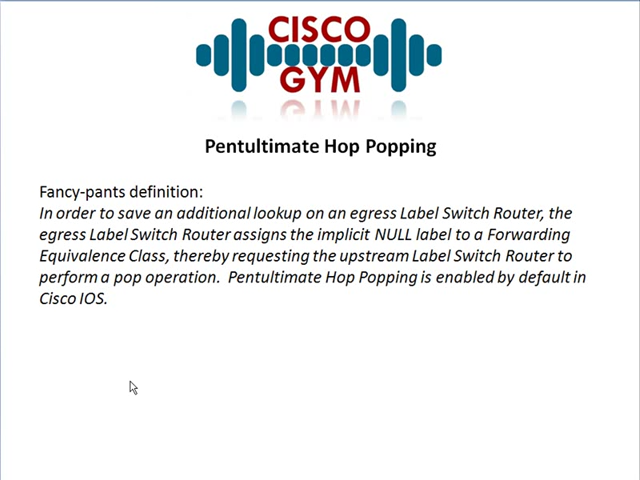 CISCO
GYM
Pentultimate Hop Popping
Fancy-pants definition:
In order to save an additional lookup on an egress Label Switch Router, the
egress Label Switch Router assigns the implicit NULL label to a Forwarding
Equivalence Class, thereby requesting the upstream Label Switch Router to
perform a pop operation.  Pentultimate Hop Popping is enabled by default in
Cisco IOS.